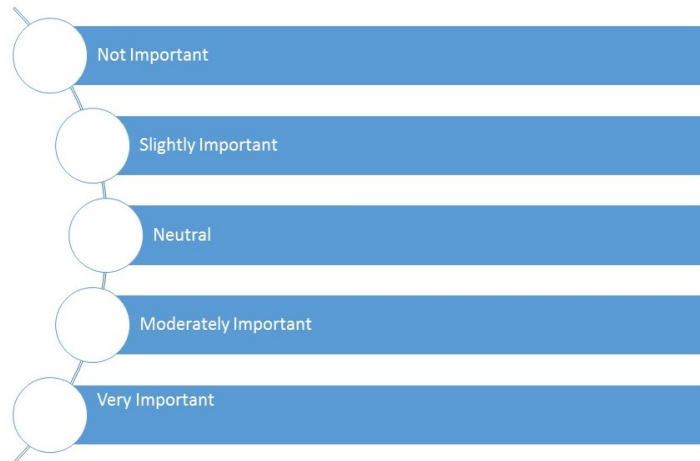 Not Important
Slightly Important
Neutral
Moderately Important
Very Important